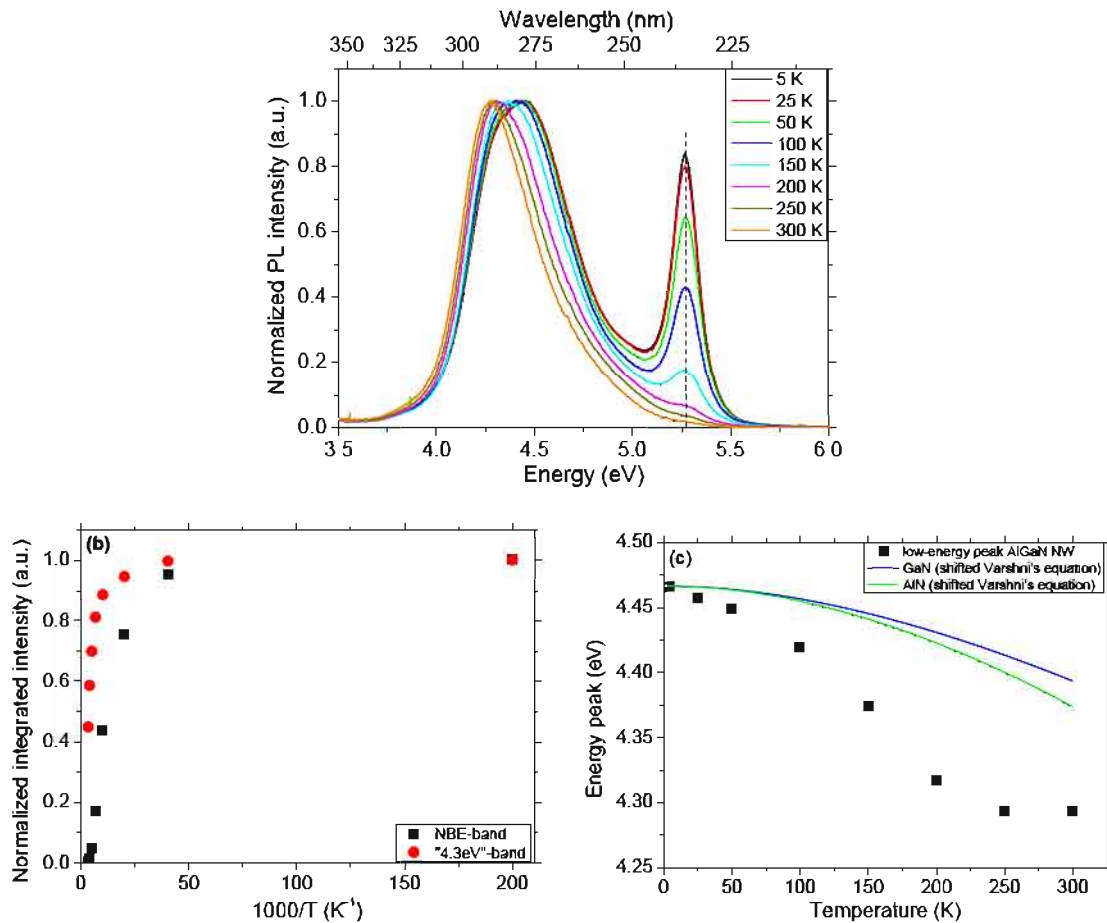 Wavelength (nm)
350 325 300 275 250 225
Normalized PL intensity (a.u.)
1.0
0.8
0.6
0.4
0.2
0.0
5 K
25 K
50 K
100 K
150 K
200 K
250 K
300 K
3.5 4.0 4.5 5.0 5.5 6.0
Energy (eV)
(b)
Normalized integrated intensity (a.u.)
1.0
0.8
0.6
0.4
0.2
0.0
NBE-band
"4.3eV"-band
0 50 100 150 200
1000/T (K⁻¹)
(c)
Energy peak (eV)
4.50
4.45
4.40
4.35
4.30
4.25
low-energy peak AlGaN NW
GaN (shifted Varshni's equation)
AlN (shifted Varshni's equation)
0 50 100 150 200 250 300
Temperature (K)